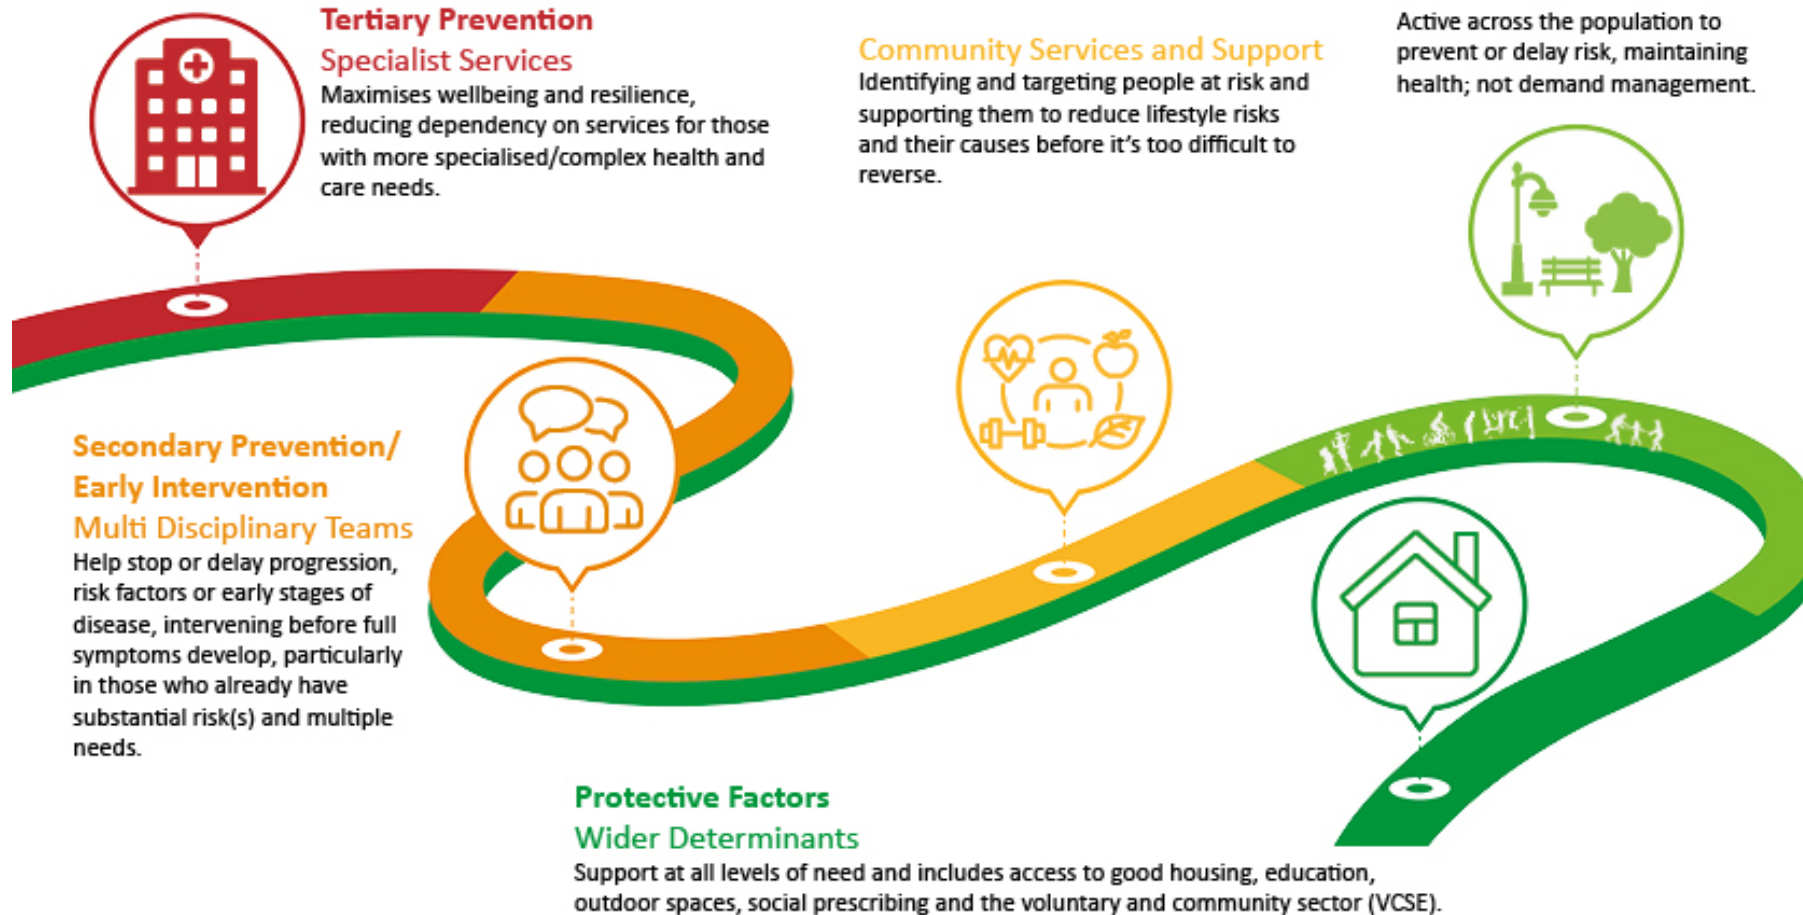 Tertiary Prevention
Specialist Services
Maximises wellbeing and resilience,
reducing dependency on services for those
with more specialised/complex health and
care needs.
Community Services and Support
Identifying and targeting people at risk and
supporting them to reduce lifestyle risks
and their causes before it’s too difficult to
reverse.
Active across the population to
prevent or delay risk, maintaining
health; not demand management.
Secondary Prevention/
Early Intervention
Multi Disciplinary Teams
Help stop or delay progression,
risk factors or early stages of
disease, intervening before full
symptoms develop, particularly
in those who already have
substantial risk(s) and multiple
needs.
Protective Factors
Wider Determinants
Support at all levels of need and includes access to good housing, education,
outdoor spaces, social prescribing and the voluntary and community sector (VCSE).